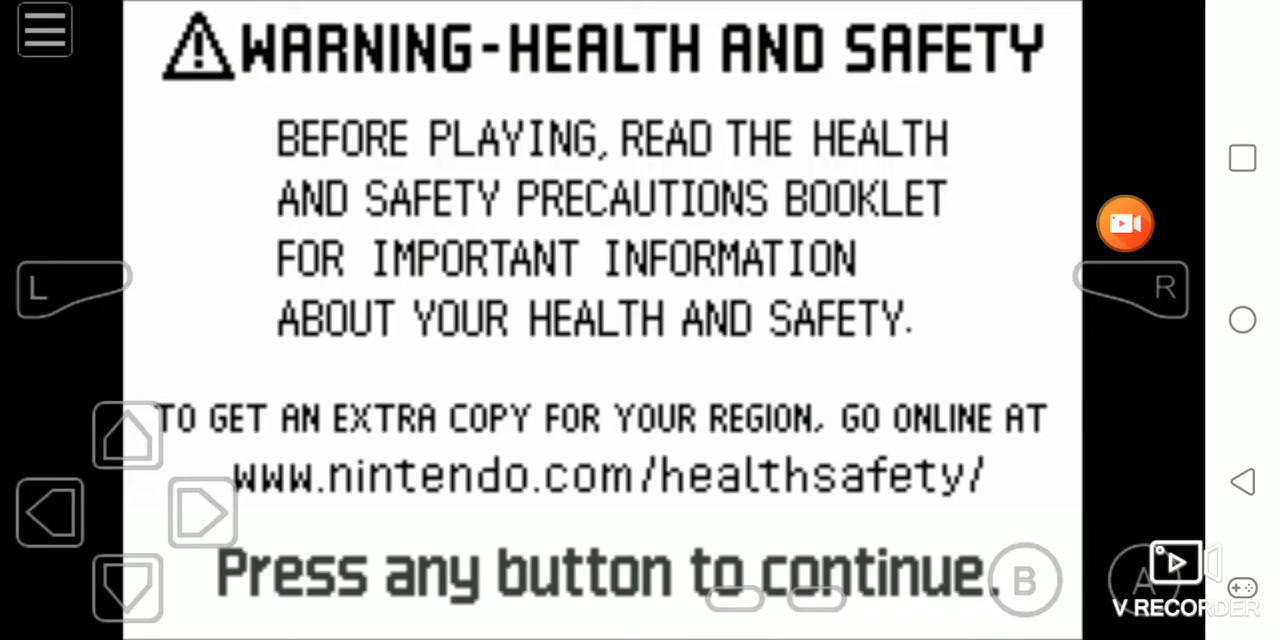 WARNING-HEALTH AND SAFETY
BEFORE PLAYING, READ THE HEALTH
AND SAFETY PRECAUTIONS BOOKLET
FOR IMPORTANT INFORMATION
ABOUT YOUR HEALTH AND SAFETY.
TO GET AN EXTRA COPY FOR YOUR REGION, GO ONLINE AT
www.nintendo.com/healthsafety/
Press any button to continue.
L
R
B
A
V RECORDER